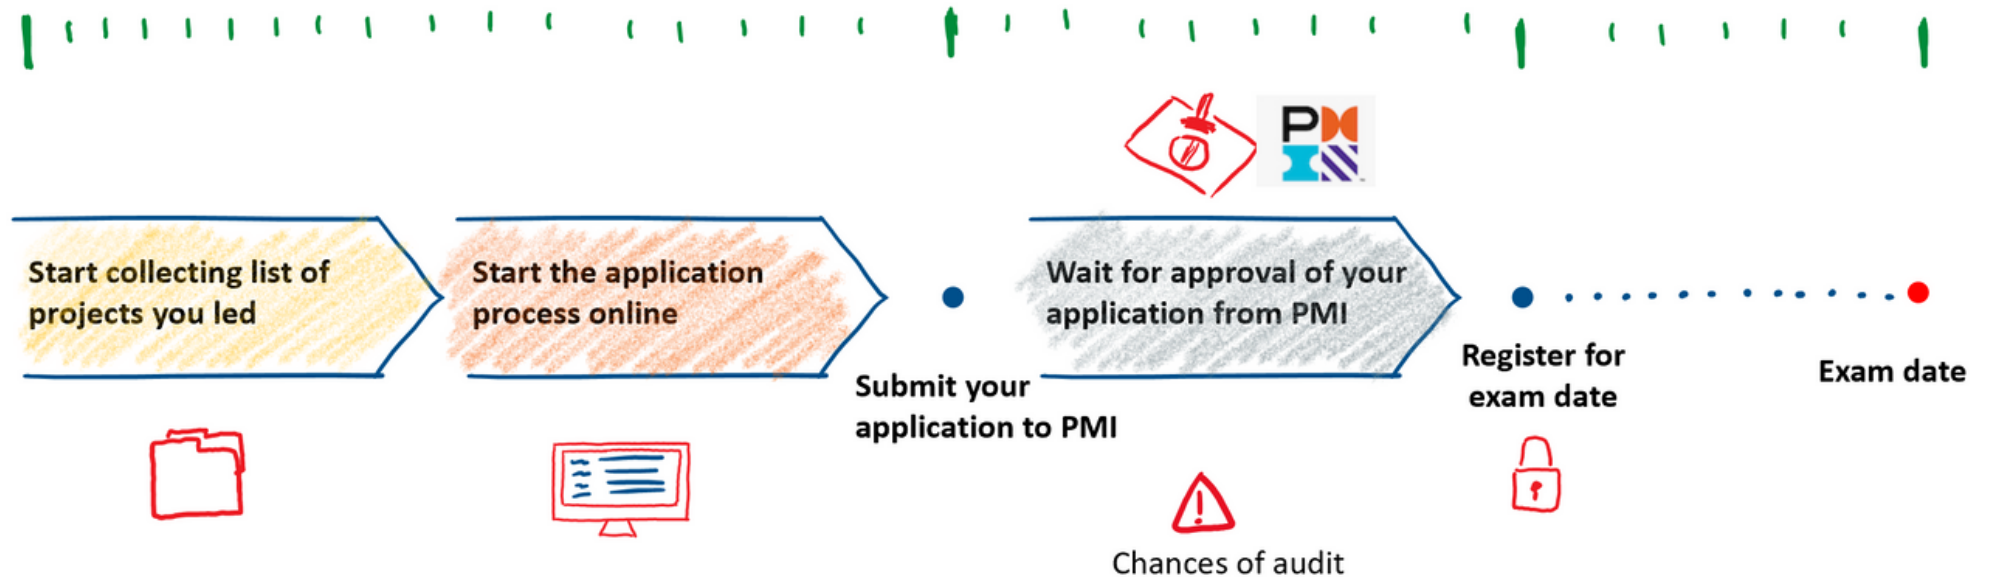 Start collecting list of
projects you led
Start the application
process online
Submit your
application to PMI
PM
Wait for approval of your
application from PMI
Chances of audit
Register for
exam date
Exam date